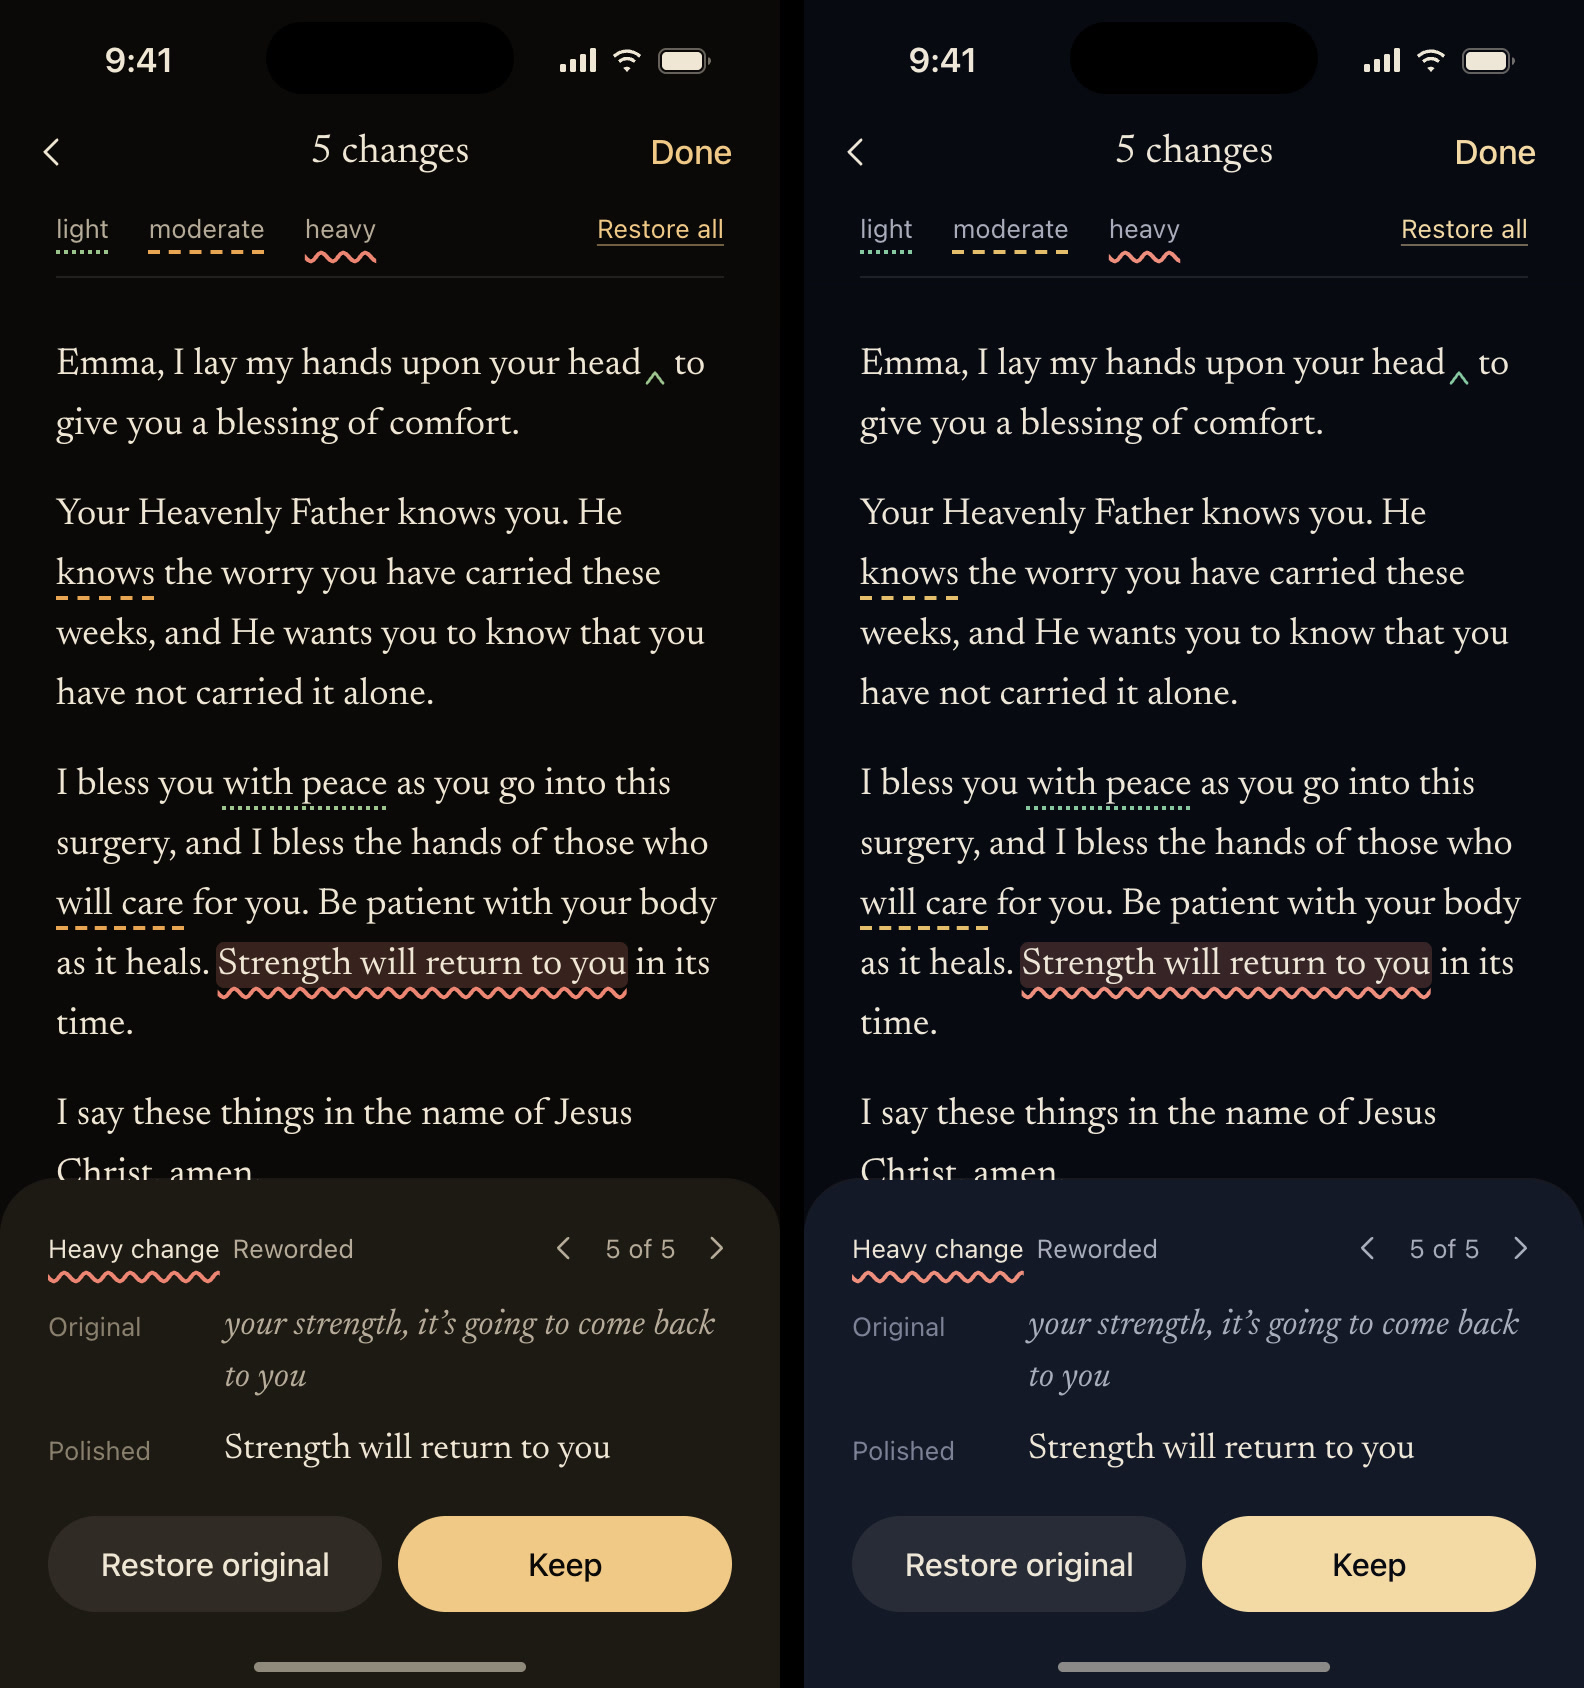 9:41
5 changes
Done
light moderate heavy Restore all
Emma, I lay my hands upon your head‸ to
give you a blessing of comfort.
Your Heavenly Father knows you. He
knows the worry you have carried these
weeks, and He wants you to know that you
have not carried it alone.
I bless you with peace as you go into this
surgery, and I bless the hands of those who
will care for you. Be patient with your body
as it heals. Strength will return to you in its
time.
I say these things in the name of Jesus
Christ, amen.
Heavy change Reworded 5 of 5
Original your strength, it’s going to come back
to you
Polished Strength will return to you
Restore original Keep
9:41
5 changes
Done
light moderate heavy Restore all
Emma, I lay my hands upon your head‸ to
give you a blessing of comfort.
Your Heavenly Father knows you. He
knows the worry you have carried these
weeks, and He wants you to know that you
have not carried it alone.
I bless you with peace as you go into this
surgery, and I bless the hands of those who
will care for you. Be patient with your body
as it heals. Strength will return to you in its
time.
I say these things in the name of Jesus
Christ, amen.
Heavy change Reworded 5 of 5
Original your strength, it’s going to come back
to you
Polished Strength will return to you
Restore original Keep